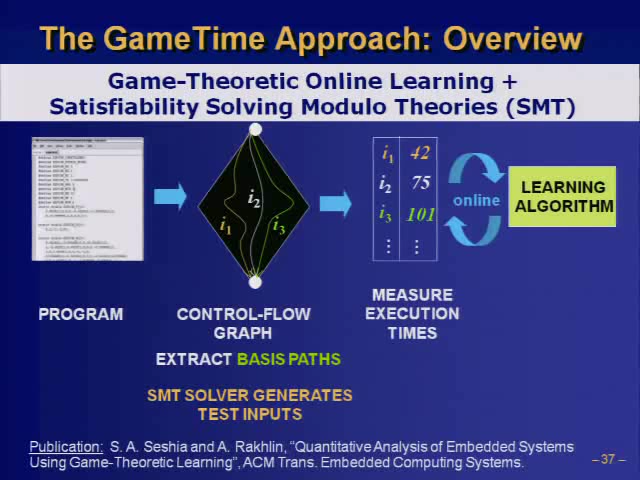 The GameTime Approach: Overview
Game-Theoretic Online Learning +
Satisfiability Solving Modulo Theories (SMT)
i1
i2
i3
i1 42
i2 75
i3 101
⋮ ⋮
online
LEARNING
ALGORITHM
PROGRAM
CONTROL-FLOW
GRAPH
MEASURE
EXECUTION
TIMES
EXTRACT BASIS PATHS
SMT SOLVER GENERATES
TEST INPUTS
Publication: S. A. Seshia and A. Rakhlin, "Quantitative Analysis of Embedded Systems
Using Game-Theoretic Learning", ACM Trans. Embedded Computing Systems.
– 37 –